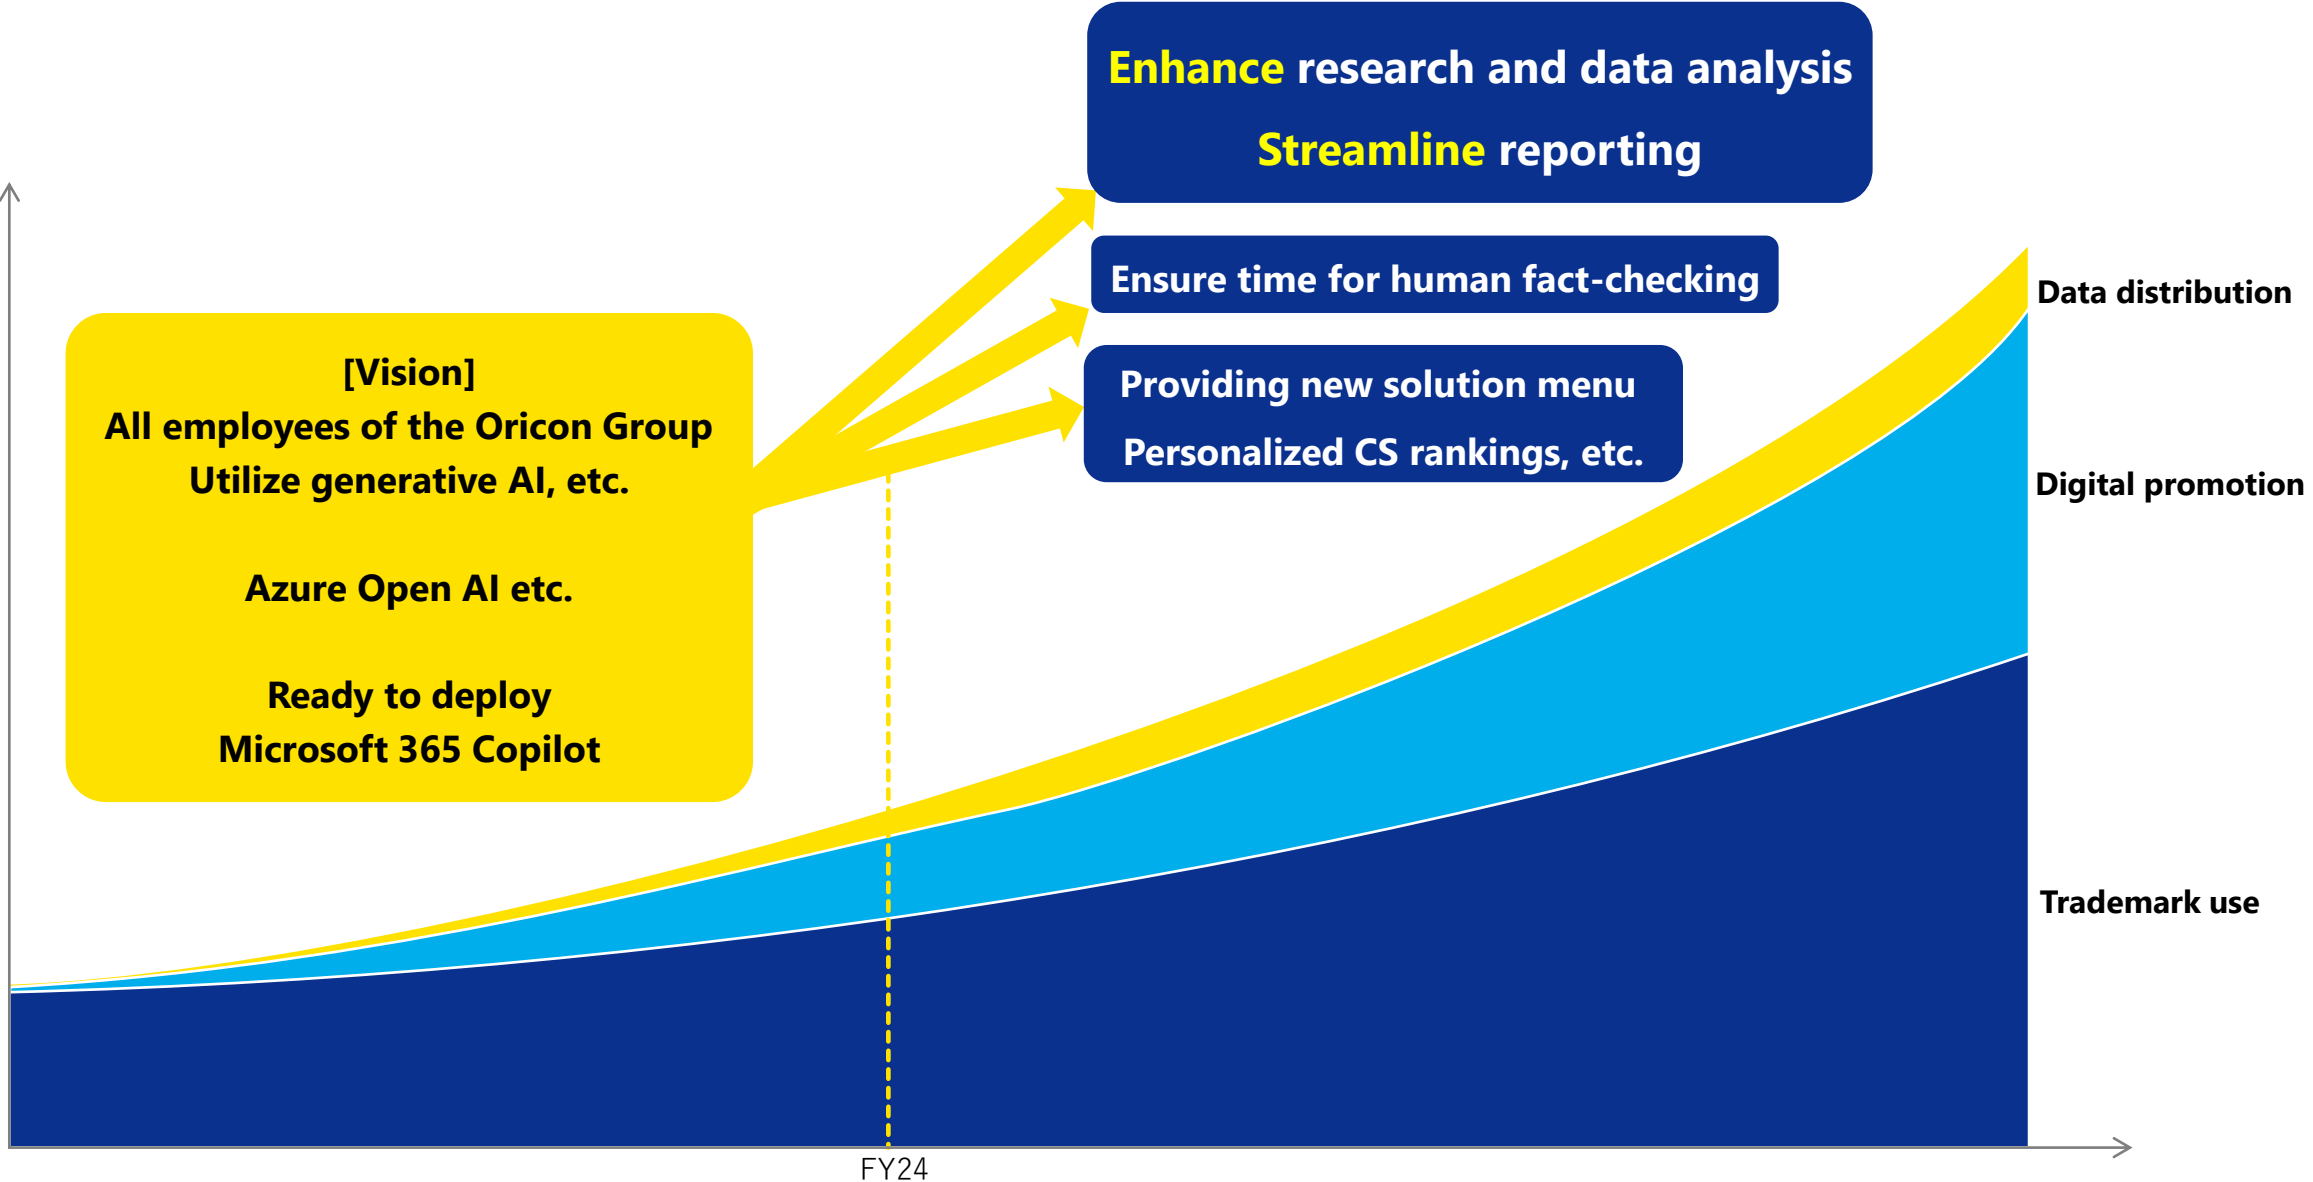 Enhance research and data analysis
Streamline reporting
Ensure time for human fact-checking
Providing new solution menu
Personalized CS rankings, etc.
[Vision]
All employees of the Oricon Group
Utilize generative AI, etc.
Azure Open AI etc.
Ready to deploy
Microsoft 365 Copilot
Data distribution
Digital promotion
Trademark use
FY24